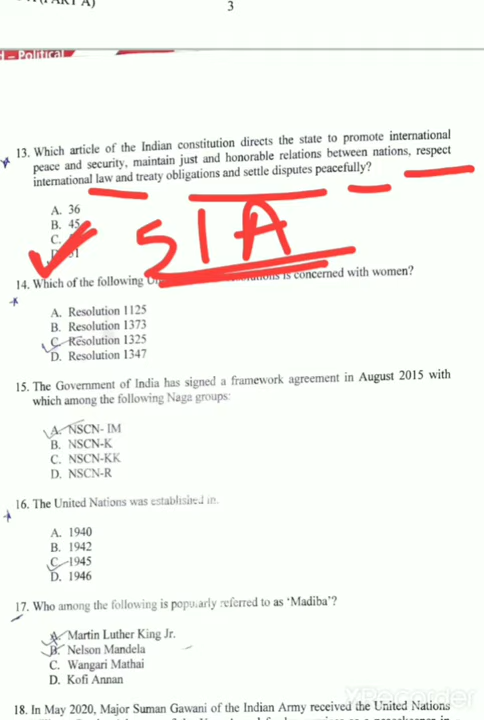 (PART A)
3
d – Political
13. Which article of the Indian constitution directs the state to promote international
peace and security, maintain just and honorable relations between nations, respect
international law and treaty obligations and settle disputes peacefully?
A. 36
B. 45
C.
D. 51
51 A
14. Which of the following is concerned with women?
A. Resolution 1125
B. Resolution 1373
C. Resolution 1325
D. Resolution 1347
15. The Government of India has signed a framework agreement in August 2015 with
which among the following Naga groups:
A. NSCN- IM
B. NSCN-K
C. NSCN-KK
D. NSCN-R
16. The United Nations was established in.
A. 1940
B. 1942
C. 1945
D. 1946
17. Who among the following is popularly referred to as ‘Madiba’?
A. Martin Luther King Jr.
B. Nelson Mandela
C. Wangari Mathai
D. Kofi Annan
18. In May 2020, Major Suman Gawani of the Indian Army received the United Nations
XRecorder